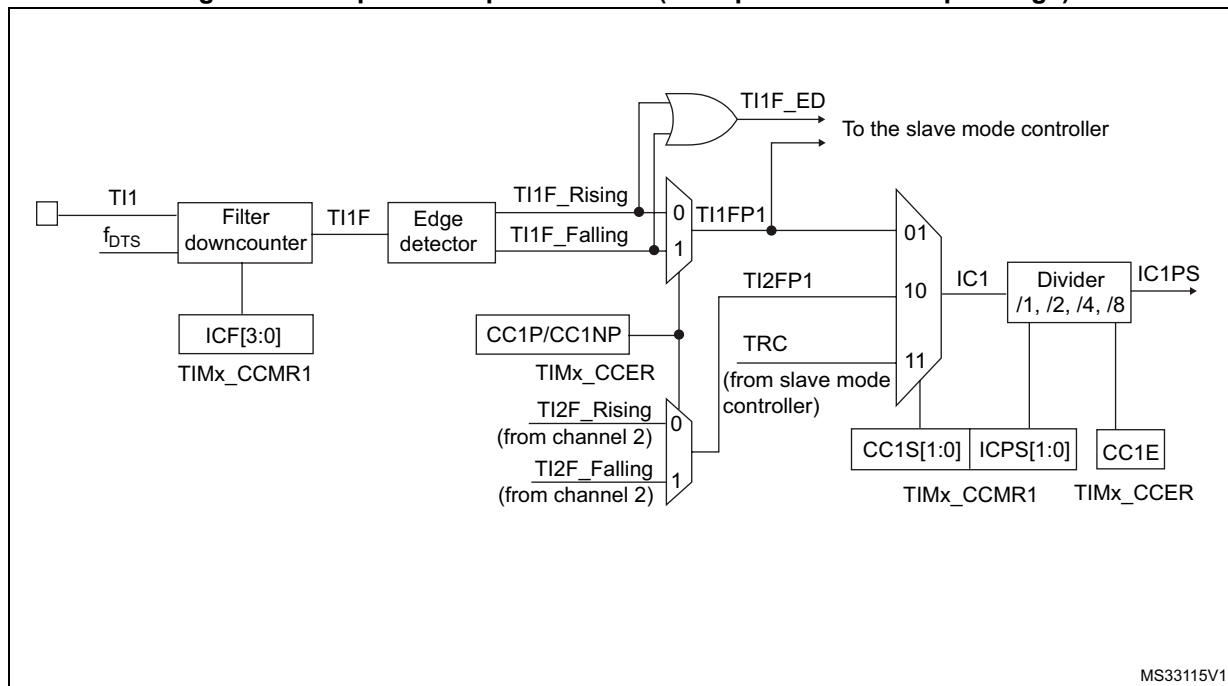 TI1F_ED
To the slave mode controller
TI1
f_DTS
Filter
downcounter
TI1F
Edge
detector
TI1F_Rising
TI1F_Falling
0
1
TI1FP1
01
10
11
TI2FP1
TRC
(from slave mode
controller)
IC1
Divider
/1, /2, /4, /8
IC1PS
ICF[3:0]
TIMx_CCMR1
CC1P/CC1NP
TIMx_CCER
TI2F_Rising
(from channel 2)
TI2F_Falling
(from channel 2)
0
1
CC1S[1:0]
ICPS[1:0]
CC1E
TIMx_CCMR1
TIMx_CCER
MS33115V1